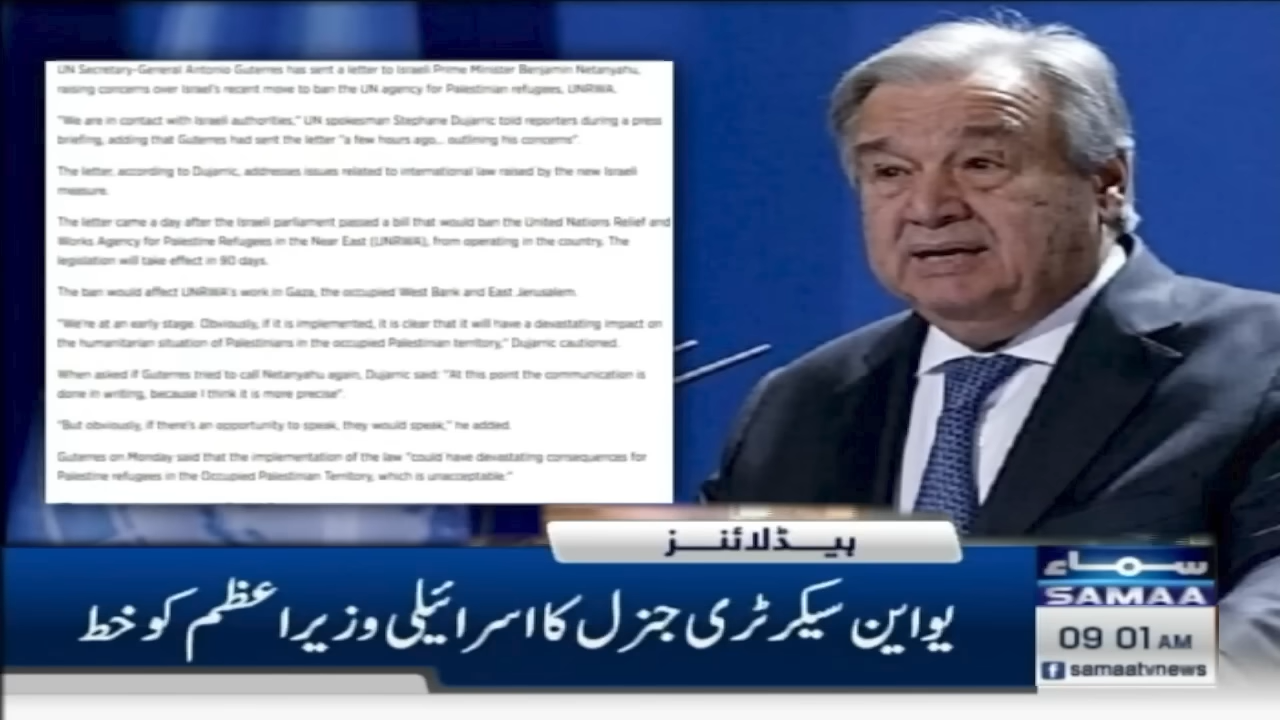 UN Secretary-General Antonio Guterres has sent a letter to Israeli Prime Minister Benjamin Netanyahu,
raising concerns over Israel's recent move to ban the UN agency for Palestinian refugees, UNRWA.
"We are in contact with Israeli authorities," UN spokesman Stephane Dujarric told reporters during a press
briefing, adding that Guterres had sent the letter "a few hours ago... outlining his concerns".
The letter, according to Dujarric, addresses issues related to international law raised by the new Israeli
measure.
The letter came a day after the Israeli parliament passed a bill that would ban the United Nations Relief and
Works Agency for Palestine Refugees in the Near East (UNRWA), from operating in the country. The
legislation will take effect in 90 days.
The ban would affect UNRWA's work in Gaza, the occupied West Bank and East Jerusalem.
"We're at an early stage. Obviously, if it is implemented, it is clear that it will have a devastating impact on
the humanitarian situation of Palestinians in the occupied Palestinian territory," Dujarric cautioned.
When asked if Guterres tried to call Netanyahu again, Dujarric said: "At this point the communication is
done in writing, because I think it is more precise".
"But obviously, if there's an opportunity to speak, they would speak," he added.
Guterres on Monday said that the implementation of the law "could have devastating consequences for
Palestine refugees in the Occupied Palestinian Territory, which is unacceptable."
ہیڈلائنز
یو این سیکرٹری جنرل کا اسرائیلی وزیراعظم کو خط
سماء
SAMAA
09 01 AM
samaatvnews